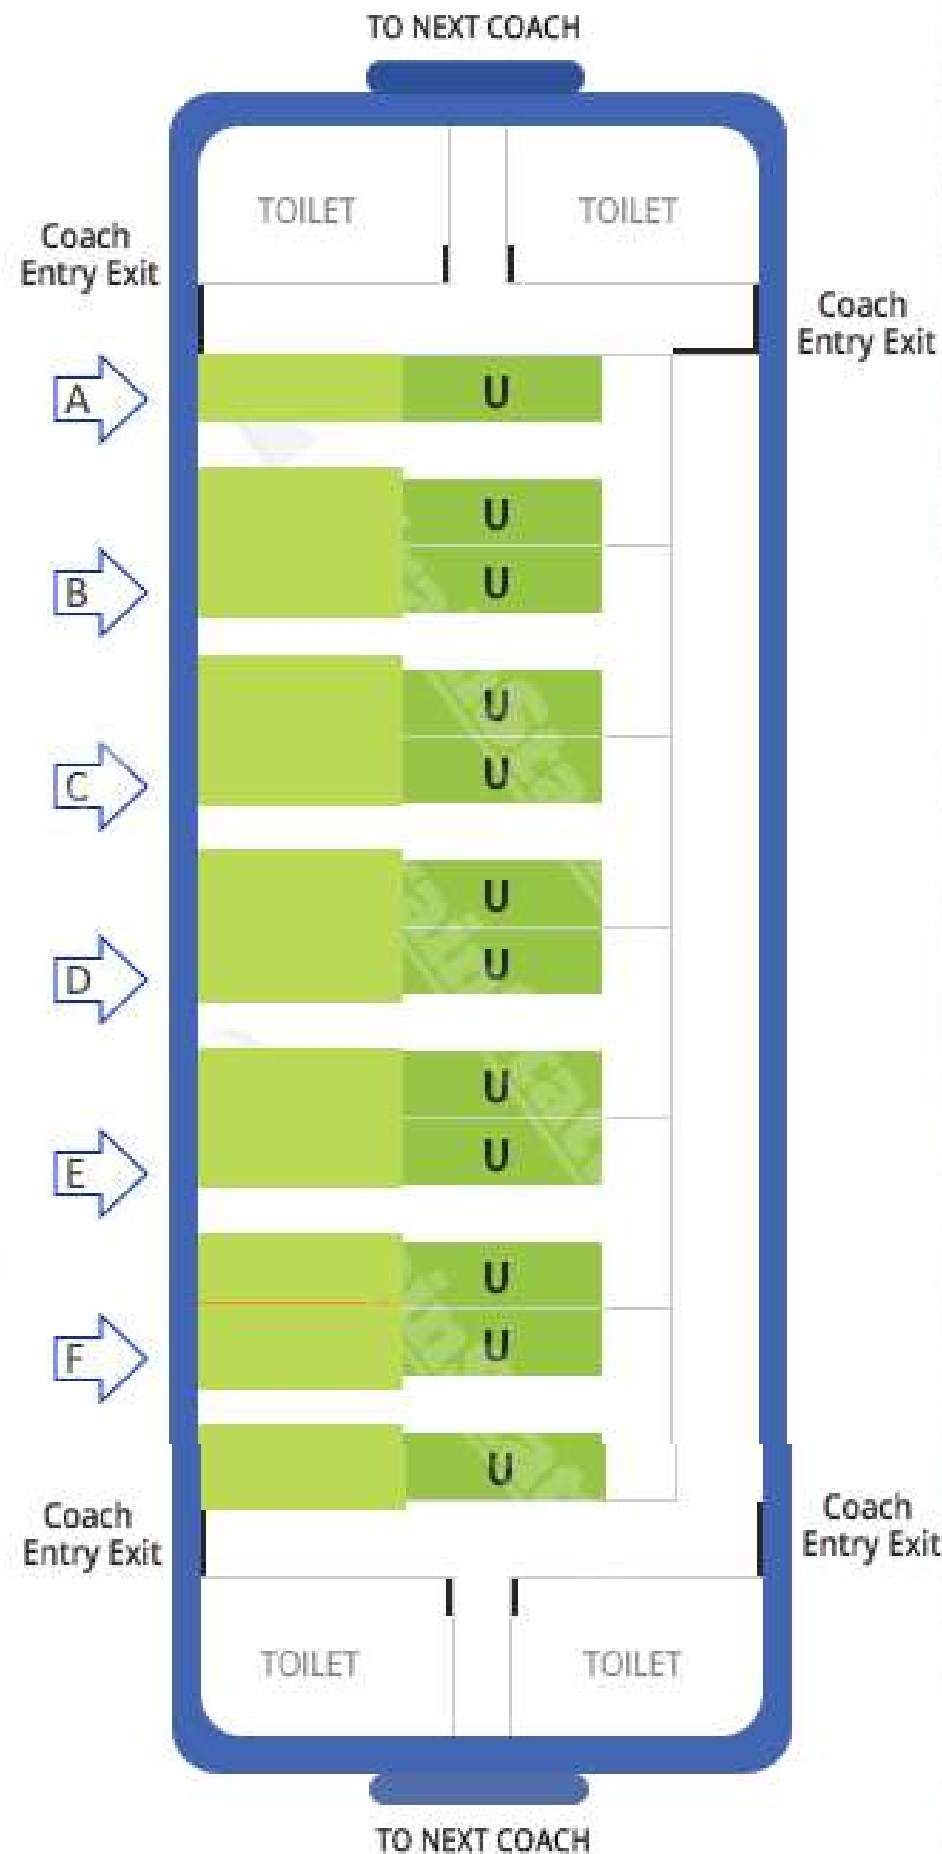 TO NEXT COACH
TOILET TOILET
Coach
Entry Exit
Coach
Entry Exit
A
U
U
B
U
U
C
U
U
D
U
U
E
U
U
F
U
U
Coach
Entry Exit
Coach
Entry Exit
TOILET TOILET
TO NEXT COACH